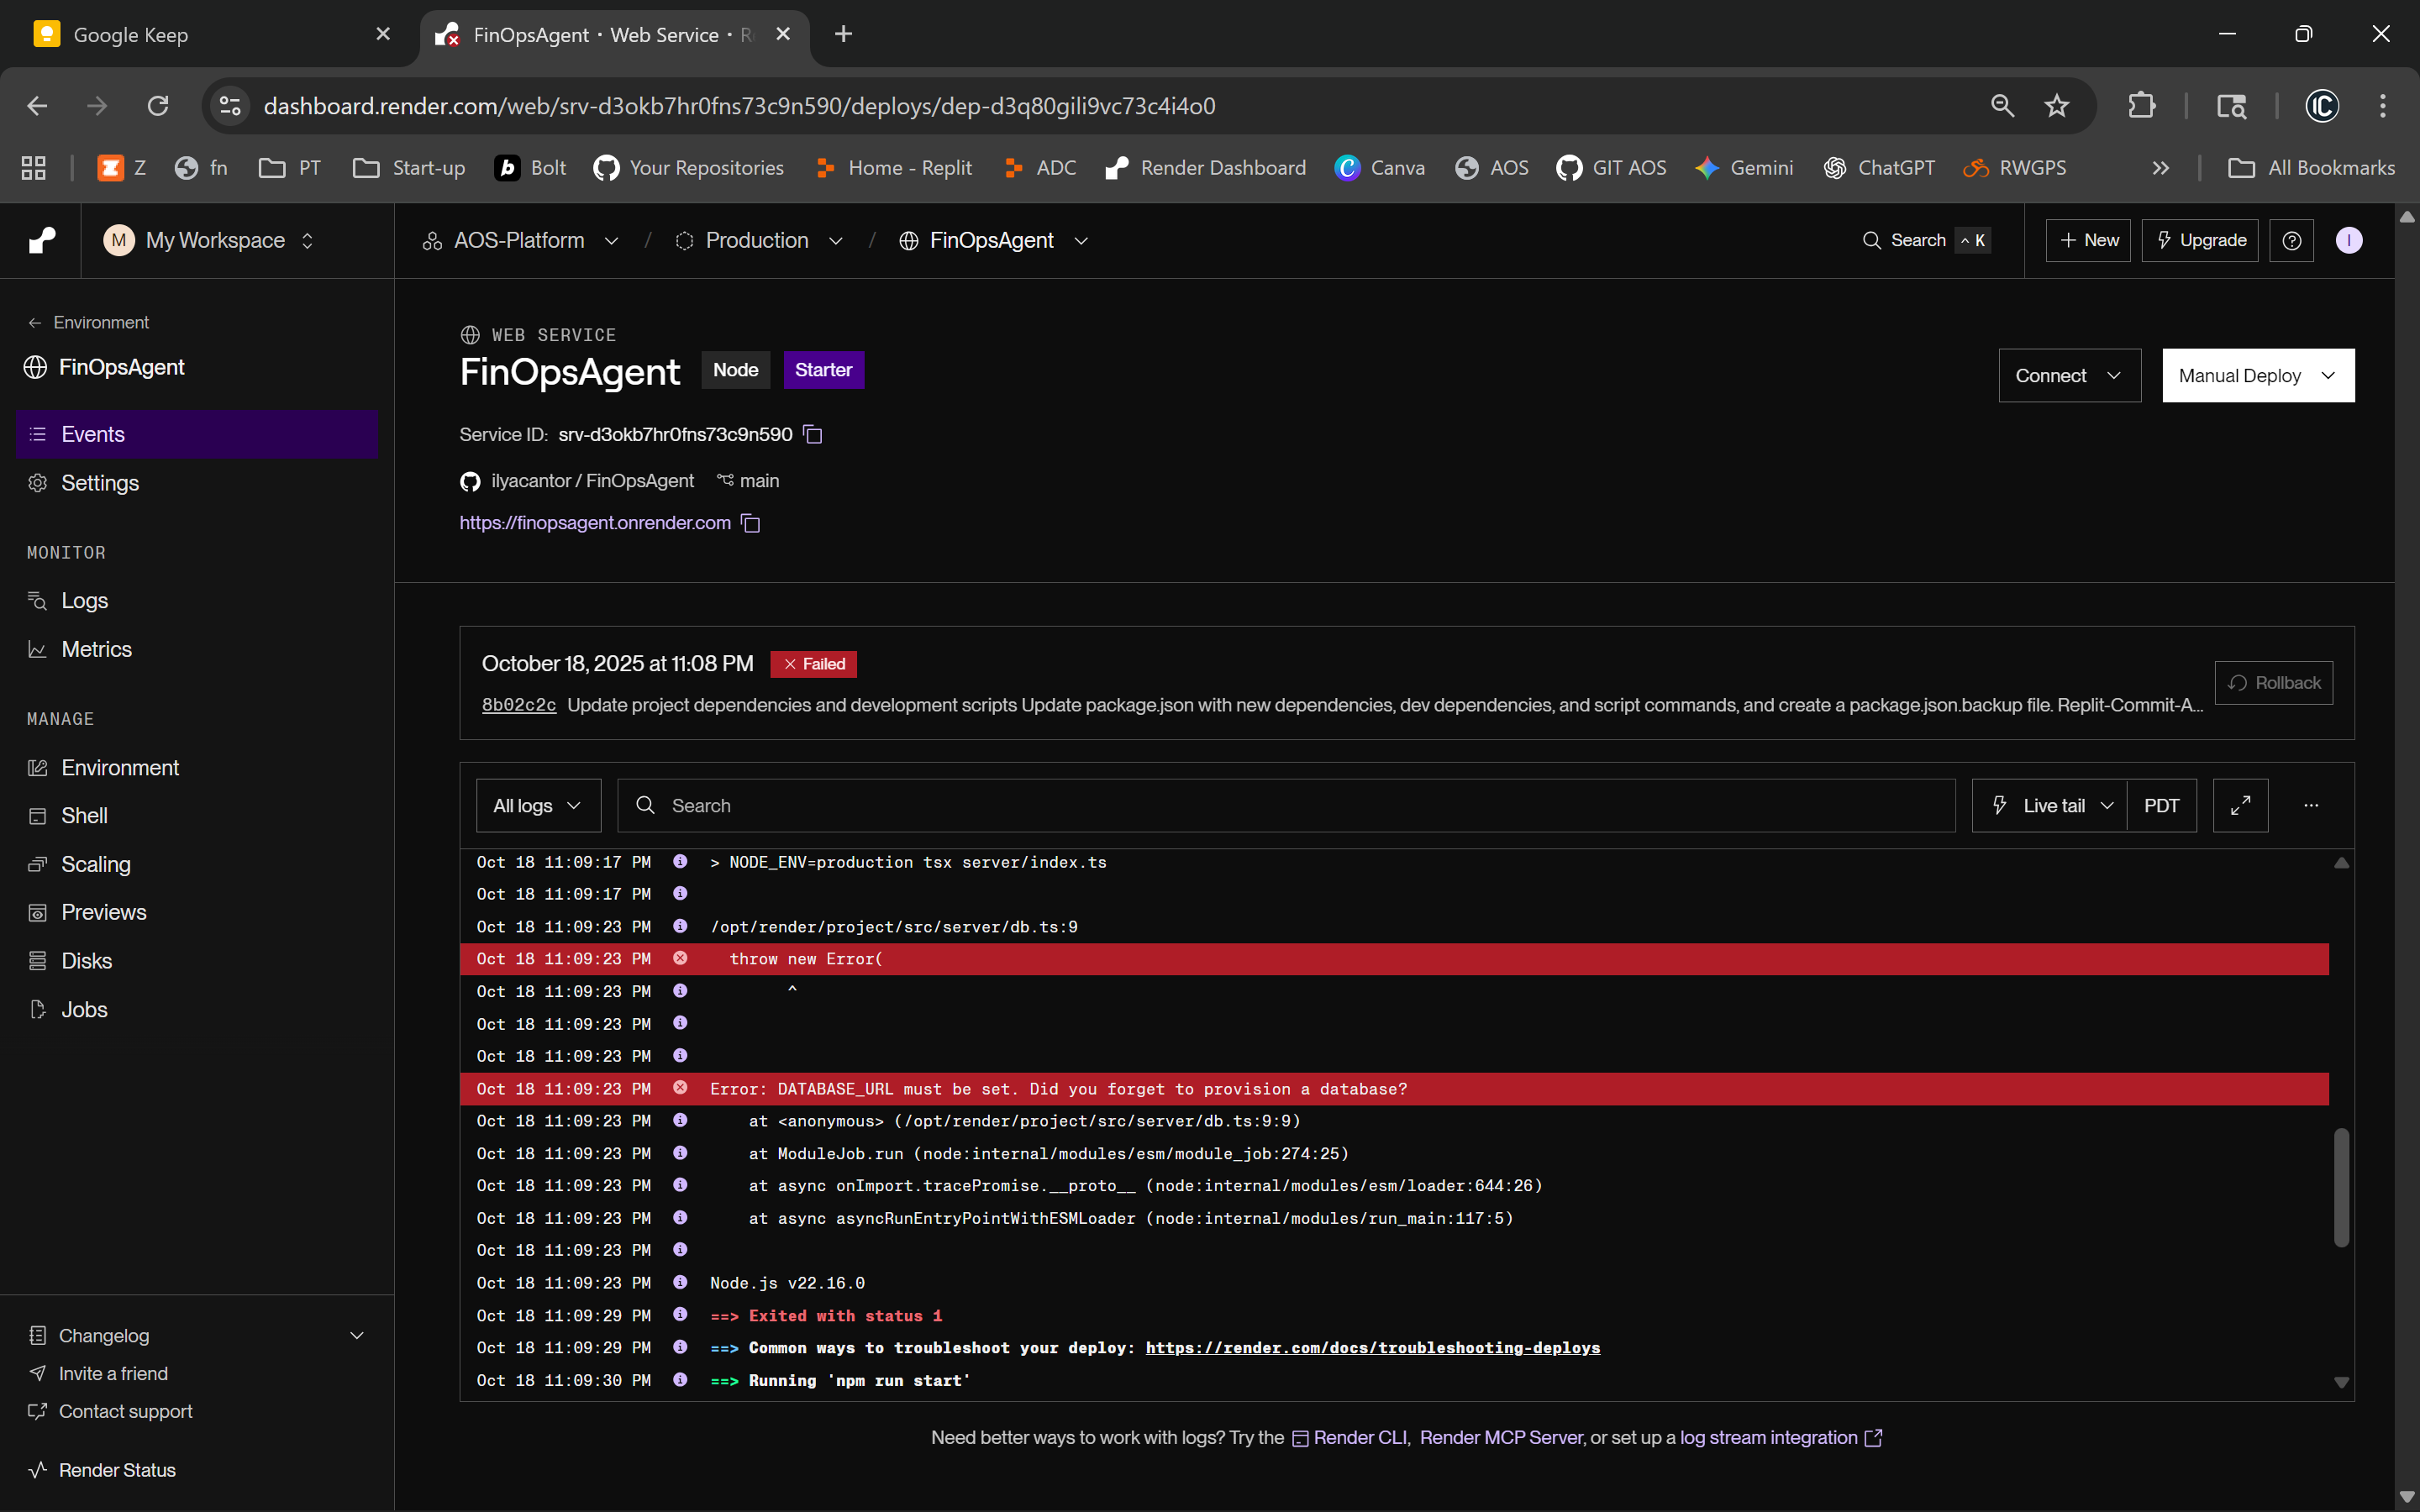 Google Keep
FinOpsAgent · Web Service · R
dashboard.render.com/web/srv-d3okb7hr0fns73c9n590/deploys/dep-d3q80gili9vc73c4i4o0
Z
fn
PT
Start-up
Bolt
Your Repositories
Home - Replit
ADC
Render Dashboard
Canva
AOS
GIT AOS
Gemini
ChatGPT
RWGPS
All Bookmarks
M My Workspace
AOS-Platform / Production / FinOpsAgent
Search ^ K
+ New
Upgrade
I
← Environment
FinOpsAgent
Events
Settings
MONITOR
Logs
Metrics
MANAGE
Environment
Shell
Scaling
Previews
Disks
Jobs
Changelog
Invite a friend
Contact support
Render Status
WEB SERVICE
FinOpsAgent Node Starter
Connect
Manual Deploy
Service ID: srv-d3okb7hr0fns73c9n590
ilyacantor / FinOpsAgent main
https://finopsagent.onrender.com
October 18, 2025 at 11:08 PM Failed
8b02c2c Update project dependencies and development scripts Update package.json with new dependencies, dev dependencies, and script commands, and create a package.json.backup file. Replit-Commit-A...
Rollback
All logs
Search
Live tail
PDT
...
Oct 18 11:09:17 PM > NODE_ENV=production tsx server/index.ts
Oct 18 11:09:17 PM
Oct 18 11:09:23 PM /opt/render/project/src/server/db.ts:9
Oct 18 11:09:23 PM throw new Error(
Oct 18 11:09:23 PM ^
Oct 18 11:09:23 PM
Oct 18 11:09:23 PM
Oct 18 11:09:23 PM Error: DATABASE_URL must be set. Did you forget to provision a database?
Oct 18 11:09:23 PM at <anonymous> (/opt/render/project/src/server/db.ts:9:9)
Oct 18 11:09:23 PM at ModuleJob.run (node:internal/modules/esm/module_job:274:25)
Oct 18 11:09:23 PM at async onImport.tracePromise.__proto__ (node:internal/modules/esm/loader:644:26)
Oct 18 11:09:23 PM at async asyncRunEntryPointWithESMLoader (node:internal/modules/run_main:117:5)
Oct 18 11:09:23 PM
Oct 18 11:09:23 PM Node.js v22.16.0
Oct 18 11:09:29 PM ==> Exited with status 1
Oct 18 11:09:29 PM ==> Common ways to troubleshoot your deploy: https://render.com/docs/troubleshooting-deploys
Oct 18 11:09:30 PM ==> Running 'npm run start'
Need better ways to work with logs? Try the Render CLI, Render MCP Server, or set up a log stream integration